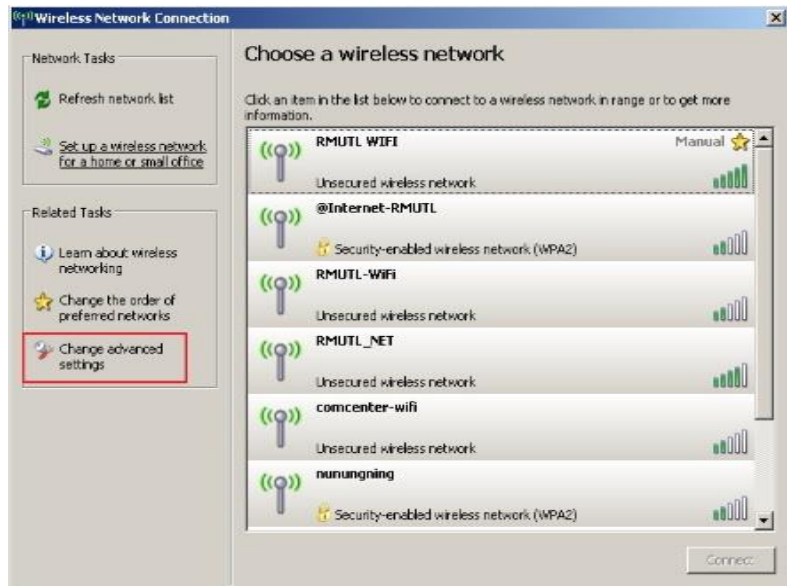 Wireless Network Connection
Network Tasks
Refresh network list
Set up a wireless network
for a home or small office
Related Tasks
Learn about wireless
networking
Change the order of
preferred networks
Change advanced
settings
Choose a wireless network
Click an item in the list below to connect to a wireless network in range or to get more
information.
RMUTL WIFI
Manual
Unsecured wireless network
@Internet-RMUTL
Security-enabled wireless network (WPA2)
RMUTL-WiFi
Unsecured wireless network
RMUTL_NET
Unsecured wireless network
comcenter-wifi
Unsecured wireless network
nunungning
Security-enabled wireless network (WPA2)
Connect